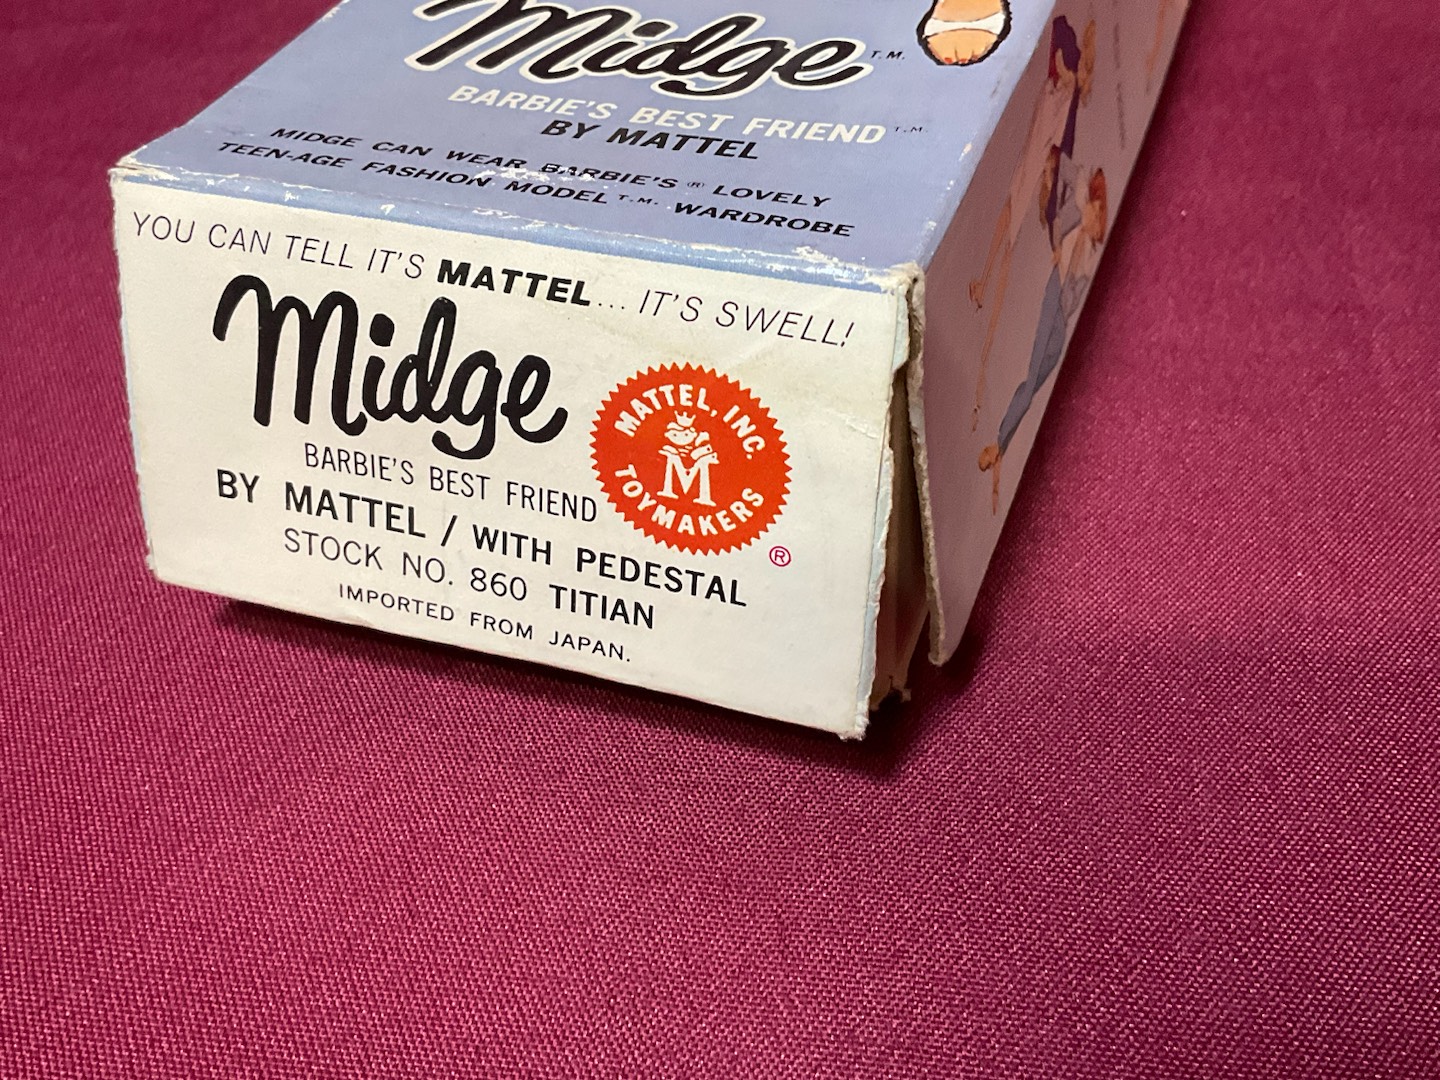 Midge T.M.
BARBIE'S BEST FRIEND T.M.
BY MATTEL
MIDGE CAN WEAR BARBIE'S ® LOVELY
TEEN-AGE FASHION MODEL T.M. WARDROBE
YOU CAN TELL IT'S MATTEL... IT'S SWELL!
Midge
BARBIE'S BEST FRIEND
BY MATTEL / WITH PEDESTAL
STOCK NO. 860 TITIAN
IMPORTED FROM JAPAN.
MATTEL, INC.
M
TOYMAKERS
®